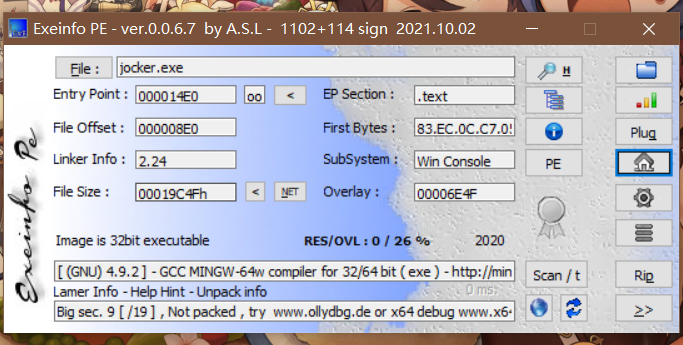 Exeinfo PE - ver.0.0.6.7 by A.S.L - 1102+114 sign 2021.10.02
File : jocker.exe H
Entry Point : 000014E0 oo < EP Section : .text
File Offset : 000008E0 First Bytes : 83.EC.0C.C7.05 Plug
Linker Info : 2.24 SubSystem : Win Console PE
File Size : 00019C4Fh < NET Overlay : 00006E4F
Image is 32bit executable RES/OVL : 0 / 26 % 2020
Exeinfo Pe
[ (GNU) 4.9.2 ] - GCC MINGW-64w compiler for 32/64 bit ( exe ) - http://min Scan / t Rip
Lamer Info - Help Hint - Unpack info 0 ms.
Big sec. 9 [ /19 ] , Not packed , try www.ollydbg.de or x64 debug www.x64 >>